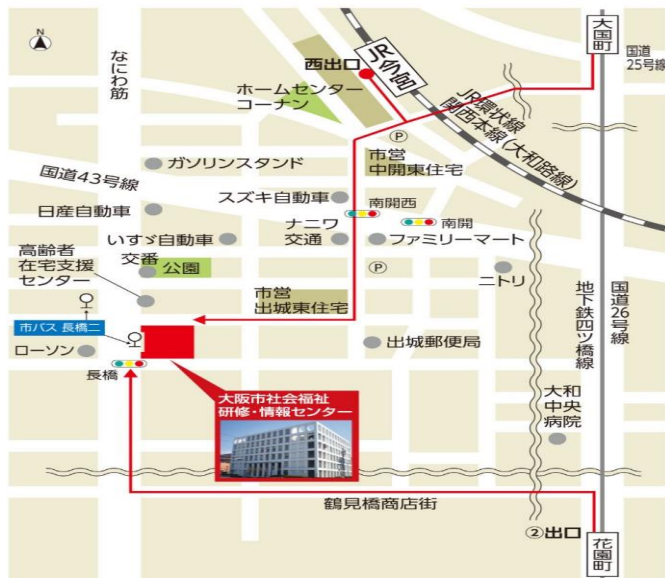 N
なにわ筋
大国町
国道
25号線
JR今宮
西出口
ホームセンター
コーナン
JR環状線
関西本線(大和路線)
P
ガソリンスタンド
市営
中開東住宅
国道43号線
スズキ自動車
南開西
日産自動車
南開
いすゞ自動車
ナニワ
交通
ファミリーマート
高齢者
在宅支援
センター
交番
公園
P
ニトリ
市営
出城東住宅
地下鉄四ツ橋線
国道26号線
市バス 長橋二
ローソン
出城郵便局
長橋
大阪市社会福祉
研修・情報センター
大和
中央
病院
鶴見橋商店街
②出口
花園町